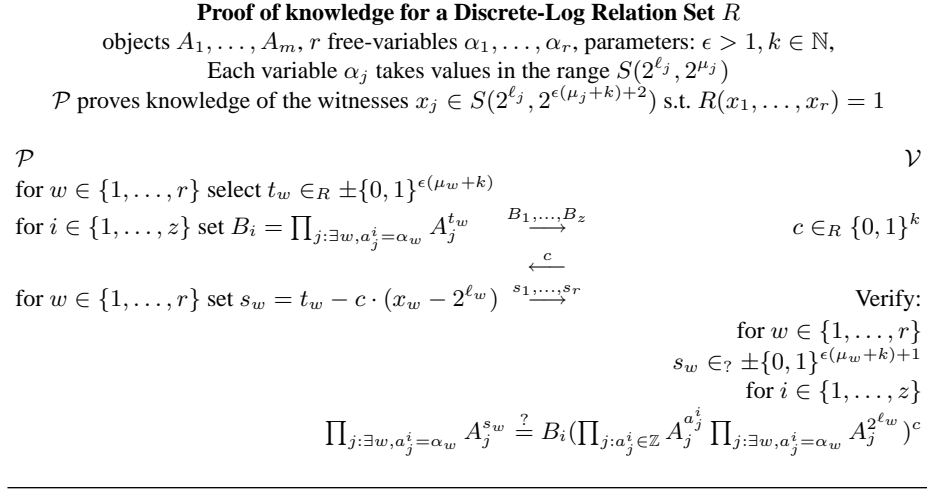 Proof of knowledge for a Discrete-Log Relation Set R
objects A_1, …, A_m, r free-variables α_1, …, α_r, parameters: ϵ > 1, k ∈ ℕ,
Each variable α_j takes values in the range S(2^{ℓ_j}, 2^{μ_j})
𝒫 proves knowledge of the witnesses x_j ∈ S(2^{ℓ_j}, 2^{ϵ(μ_j+k)+2}) s.t. R(x_1, …, x_r) = 1
𝒫 𝒱
for w ∈ {1, …, r} select t_w ∈_R ±{0, 1}^{ϵ(μ_w+k)}
for i ∈ {1, …, z} set B_i = ∏_{j:∃w,a_j^i=α_w} A_j^{t_w} \overset{B_1,…,B_z}{⟶} c ∈_R {0, 1}^k
\overset{c}{⟵}
for w ∈ {1, …, r} set s_w = t_w − c · (x_w − 2^{ℓ_w}) \overset{s_1,…,s_r}{⟶} Verify:
for w ∈ {1, …, r}
s_w ∈_? ±{0, 1}^{ϵ(μ_w+k)+1}
for i ∈ {1, …, z}
∏_{j:∃w,a_j^i=α_w} A_j^{s_w} \overset{?}{=} B_i(∏_{j:a_j^i∈ℤ} A_j^{a_j^i} ∏_{j:∃w,a_j^i=α_w} A_j^{2^{ℓ_w}})^c